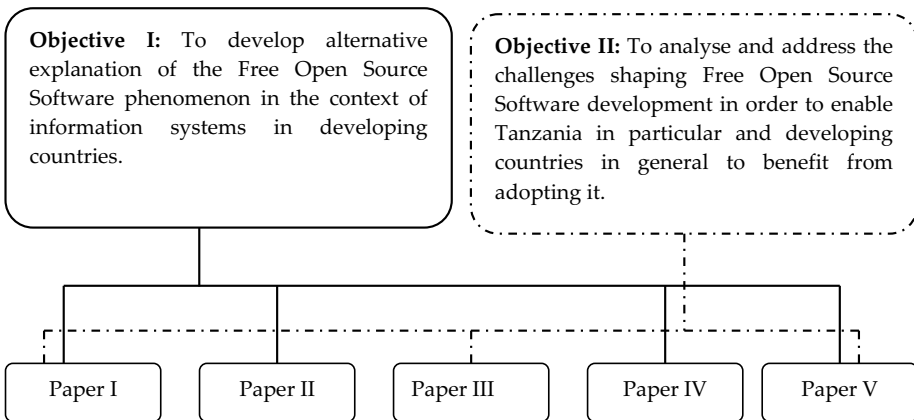 Objective I: To develop alternative
explanation of the Free Open Source
Software phenomenon in the context of
information systems in developing
countries.
Objective II: To analyse and address the
challenges shaping Free Open Source
Software development in order to enable
Tanzania in particular and developing
countries in general to benefit from
adopting it.
Paper I
Paper II
Paper III
Paper IV
Paper V